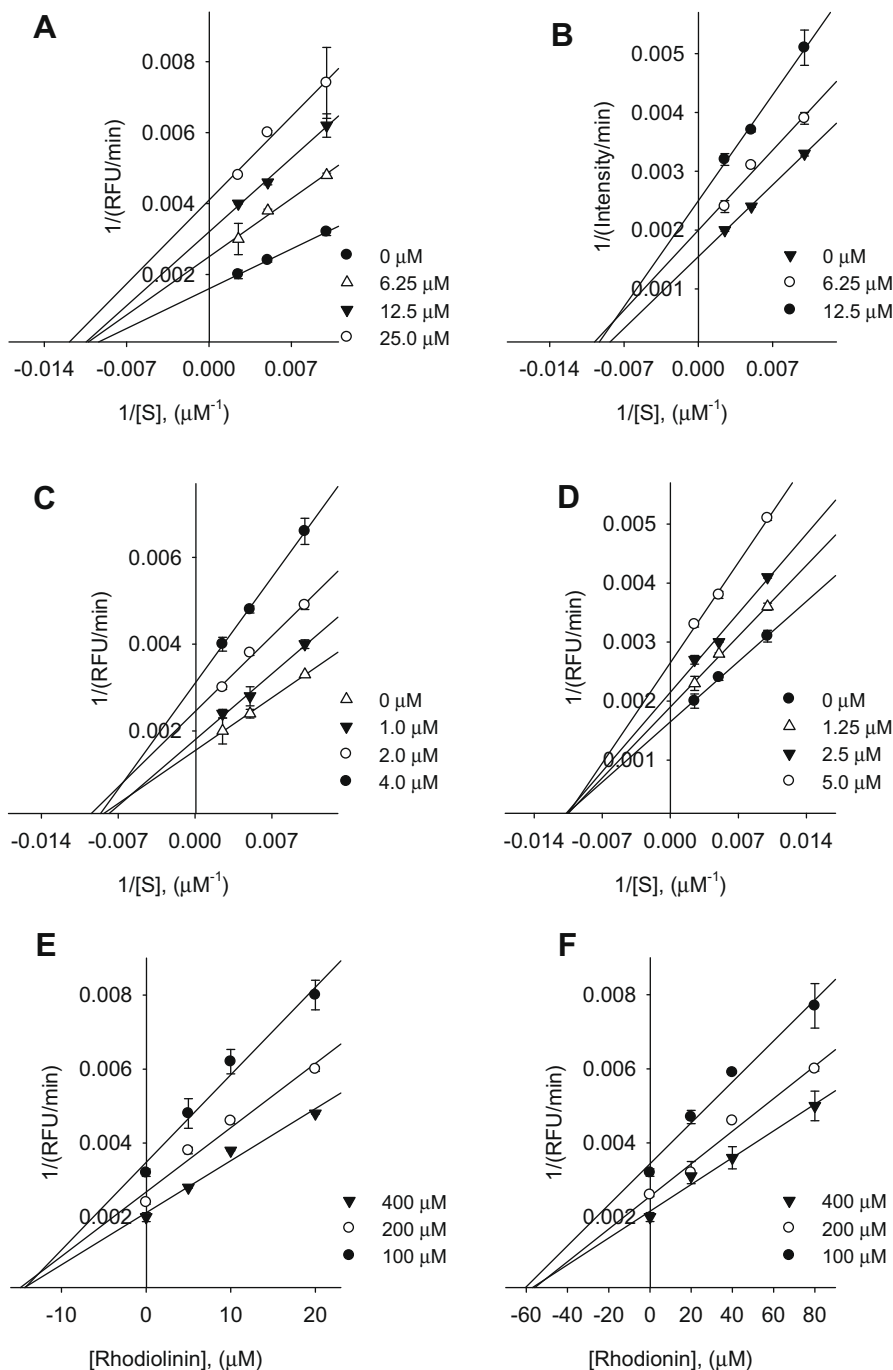 A
0.008
0.006
0.004
0.002
1/(RFU/min)
0 μM
6.25 μM
12.5 μM
25.0 μM
-0.014
-0.007
0.000
0.007
1/[S], (μM-1)
B
0.005
0.004
0.003
0.002
0.001
1/(Intensity/min)
0 μM
6.25 μM
12.5 μM
-0.014
-0.007
0.000
0.007
1/[S], (μM-1)
C
0.006
0.004
0.002
1/(RFU/min)
0 μM
1.0 μM
2.0 μM
4.0 μM
-0.014
-0.007
0.000
0.007
1/[S], (μM-1)
D
0.005
0.004
0.003
0.002
0.001
1/(RFU/min)
0 μM
1.25 μM
2.5 μM
5.0 μM
-0.014
-0.007
0.000
0.007
0.014
1/[S], (μM-1)
E
0.008
0.006
0.004
0.002
1/(RFU/min)
400 μM
200 μM
100 μM
-10
0
10
20
[Rhodiolinin], (μM)
F
0.008
0.006
0.004
0.002
1/(RFU/min)
400 μM
200 μM
100 μM
-60
-40
-20
0
20
40
60
80
[Rhodionin], (μM)